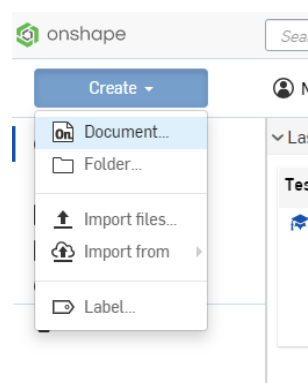 onshape
Create
Document...
Folder...
Import files...
Import from
Label...